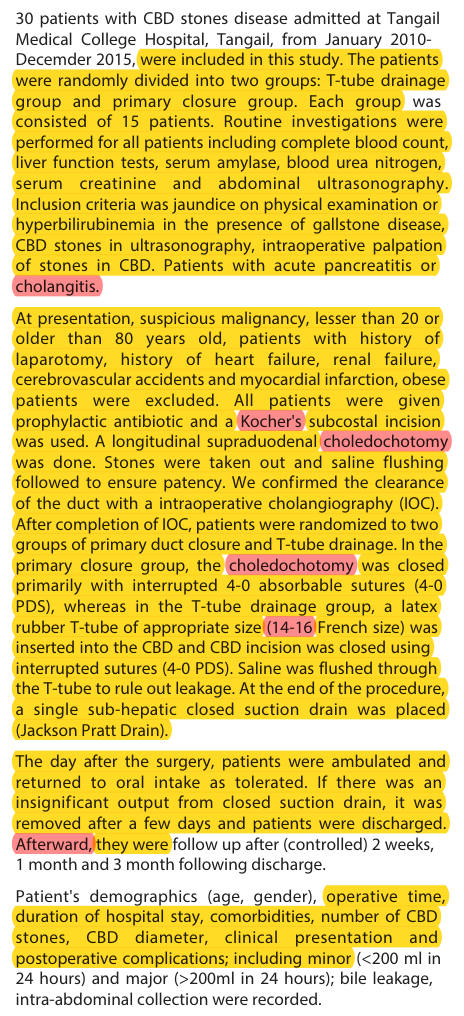 30 patients with CBD stones disease admitted at Tangail
Medical College Hospital, Tangail, from January 2010-
Decemder 2015, were included in this study. The patients
were randomly divided into two groups: T-tube drainage
group and primary closure group. Each group was
consisted of 15 patients. Routine investigations were
performed for all patients including complete blood count,
liver function tests, serum amylase, blood urea nitrogen,
serum creatinine and abdominal ultrasonography.
Inclusion criteria was jaundice on physical examination or
hyperbilirubinemia in the presence of gallstone disease,
CBD stones in ultrasonography, intraoperative palpation
of stones in CBD. Patients with acute pancreatitis or
cholangitis.
At presentation, suspicious malignancy, lesser than 20 or
older than 80 years old, patients with history of
laparotomy, history of heart failure, renal failure,
cerebrovascular accidents and myocardial infarction, obese
patients were excluded. All patients were given
prophylactic antibiotic and a Kocher's subcostal incision
was used. A longitudinal supraduodenal choledochotomy
was done. Stones were taken out and saline flushing
followed to ensure patency. We confirmed the clearance
of the duct with a intraoperative cholangiography (IOC).
After completion of IOC, patients were randomized to two
groups of primary duct closure and T-tube drainage. In the
primary closure group, the choledochotomy was closed
primarily with interrupted 4-0 absorbable sutures (4-0
PDS), whereas in the T-tube drainage group, a latex
rubber T-tube of appropriate size (14-16 French size) was
inserted into the CBD and CBD incision was closed using
interrupted sutures (4-0 PDS). Saline was flushed through
the T-tube to rule out leakage. At the end of the procedure,
a single sub-hepatic closed suction drain was placed
(Jackson Pratt Drain).
The day after the surgery, patients were ambulated and
returned to oral intake as tolerated. If there was an
insignificant output from closed suction drain, it was
removed after a few days and patients were discharged.
Afterward, they were follow up after (controlled) 2 weeks,
1 month and 3 month following discharge.
Patient's demographics (age, gender), operative time,
duration of hospital stay, comorbidities, number of CBD
stones, CBD diameter, clinical presentation and
postoperative complications; including minor (<200 ml in
24 hours) and major (>200ml in 24 hours); bile leakage,
intra-abdominal collection were recorded.